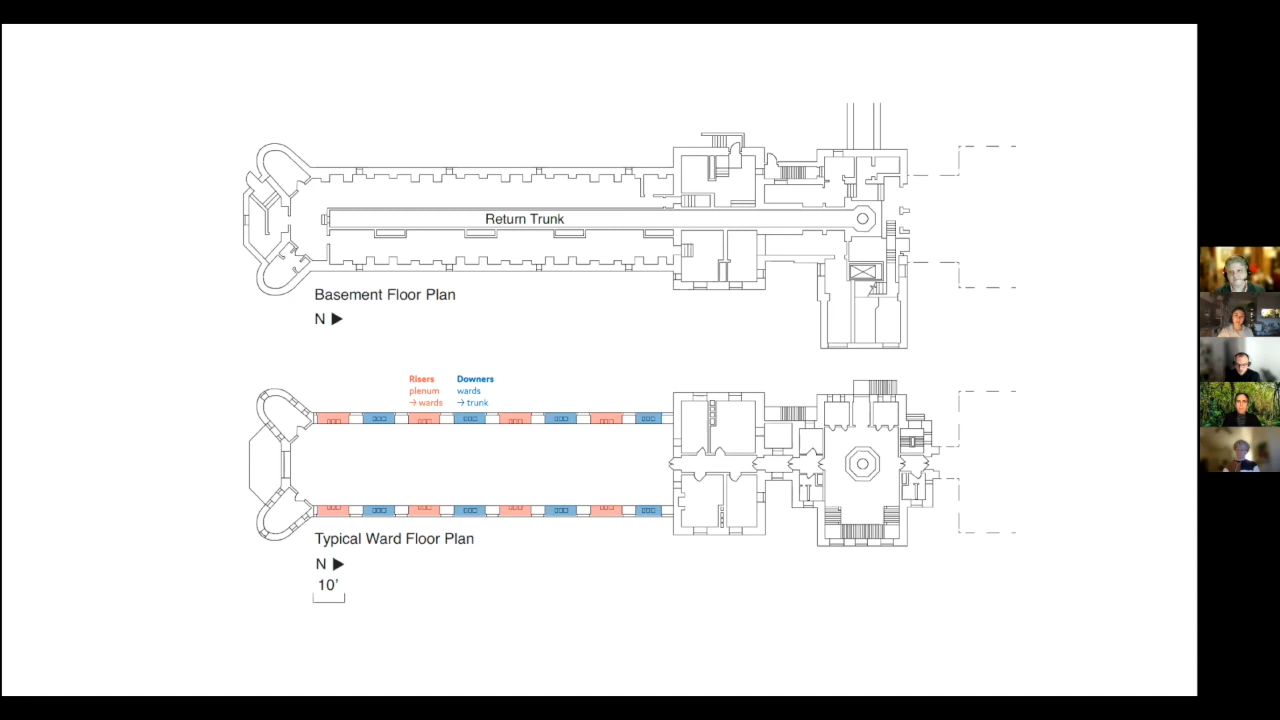 Return Trunk
Basement Floor Plan
N
Risers
plenum
→ wards
Downers
wards
→ trunk
Typical Ward Floor Plan
N
10'